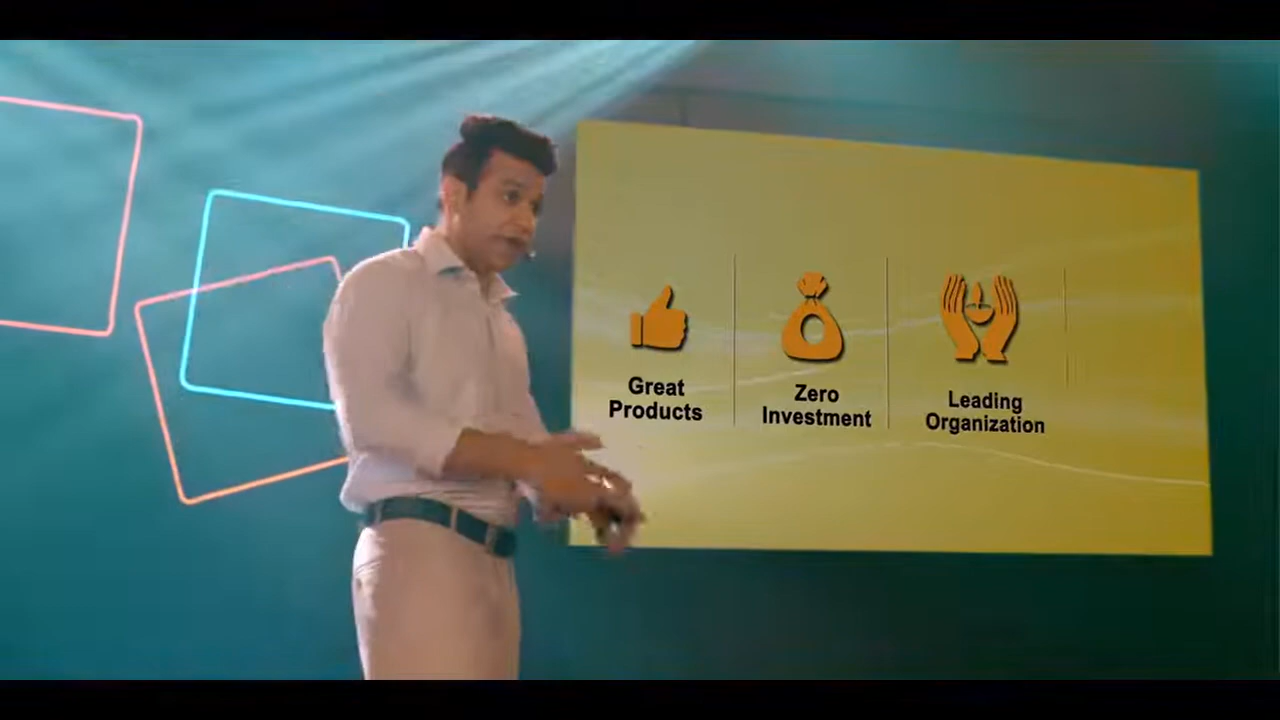 Great
Products
Zero
Investment
Leading
Organization